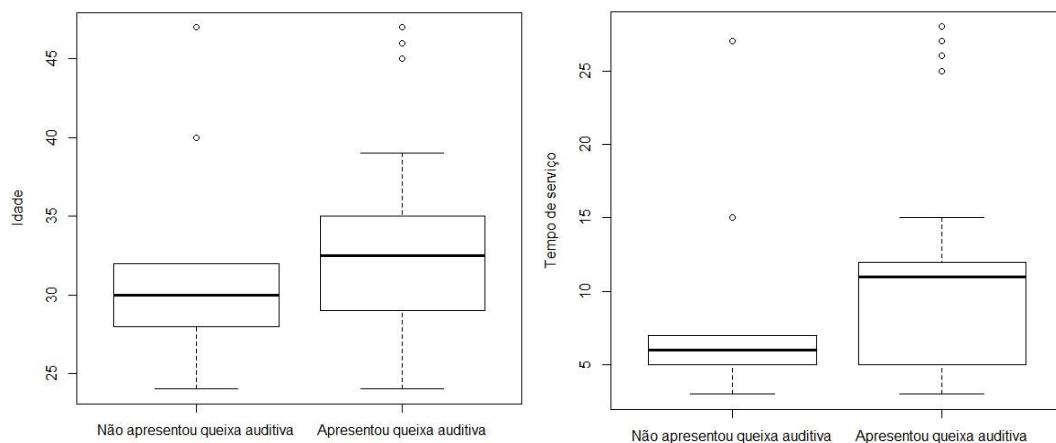 Idade
45
40
35
30
25
Não apresentou queixa auditiva Apresentou queixa auditiva
Tempo de serviço
25
20
15
10
5
Não apresentou queixa auditiva Apresentou queixa auditiva